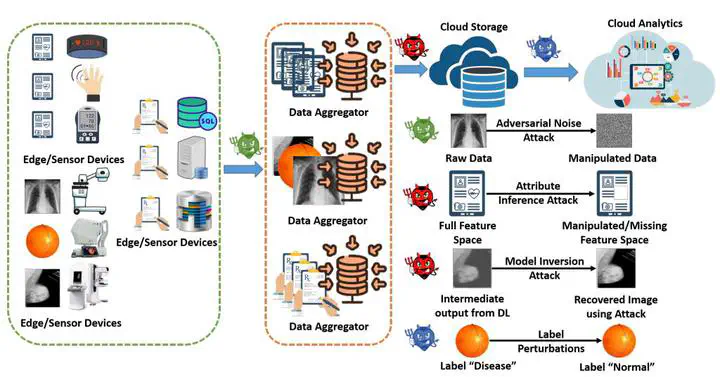 Edge/Sensor Devices
SQL
Edge/Sensor Devices
Edge/Sensor Devices
Data Aggregator
Data Aggregator
Data Aggregator
Cloud Storage
Cloud Analytics
Adversarial Noise
Attack
Raw Data
Manipulated Data
Attribute
Inference Attack
Full Feature
Space
Manipulated/Missing
Feature Space
Model Inversion
Attack
Intermediate
output from DL
Recovered Image
using Attack
Label
Perturbations
Label “Disease”
Label “Normal”